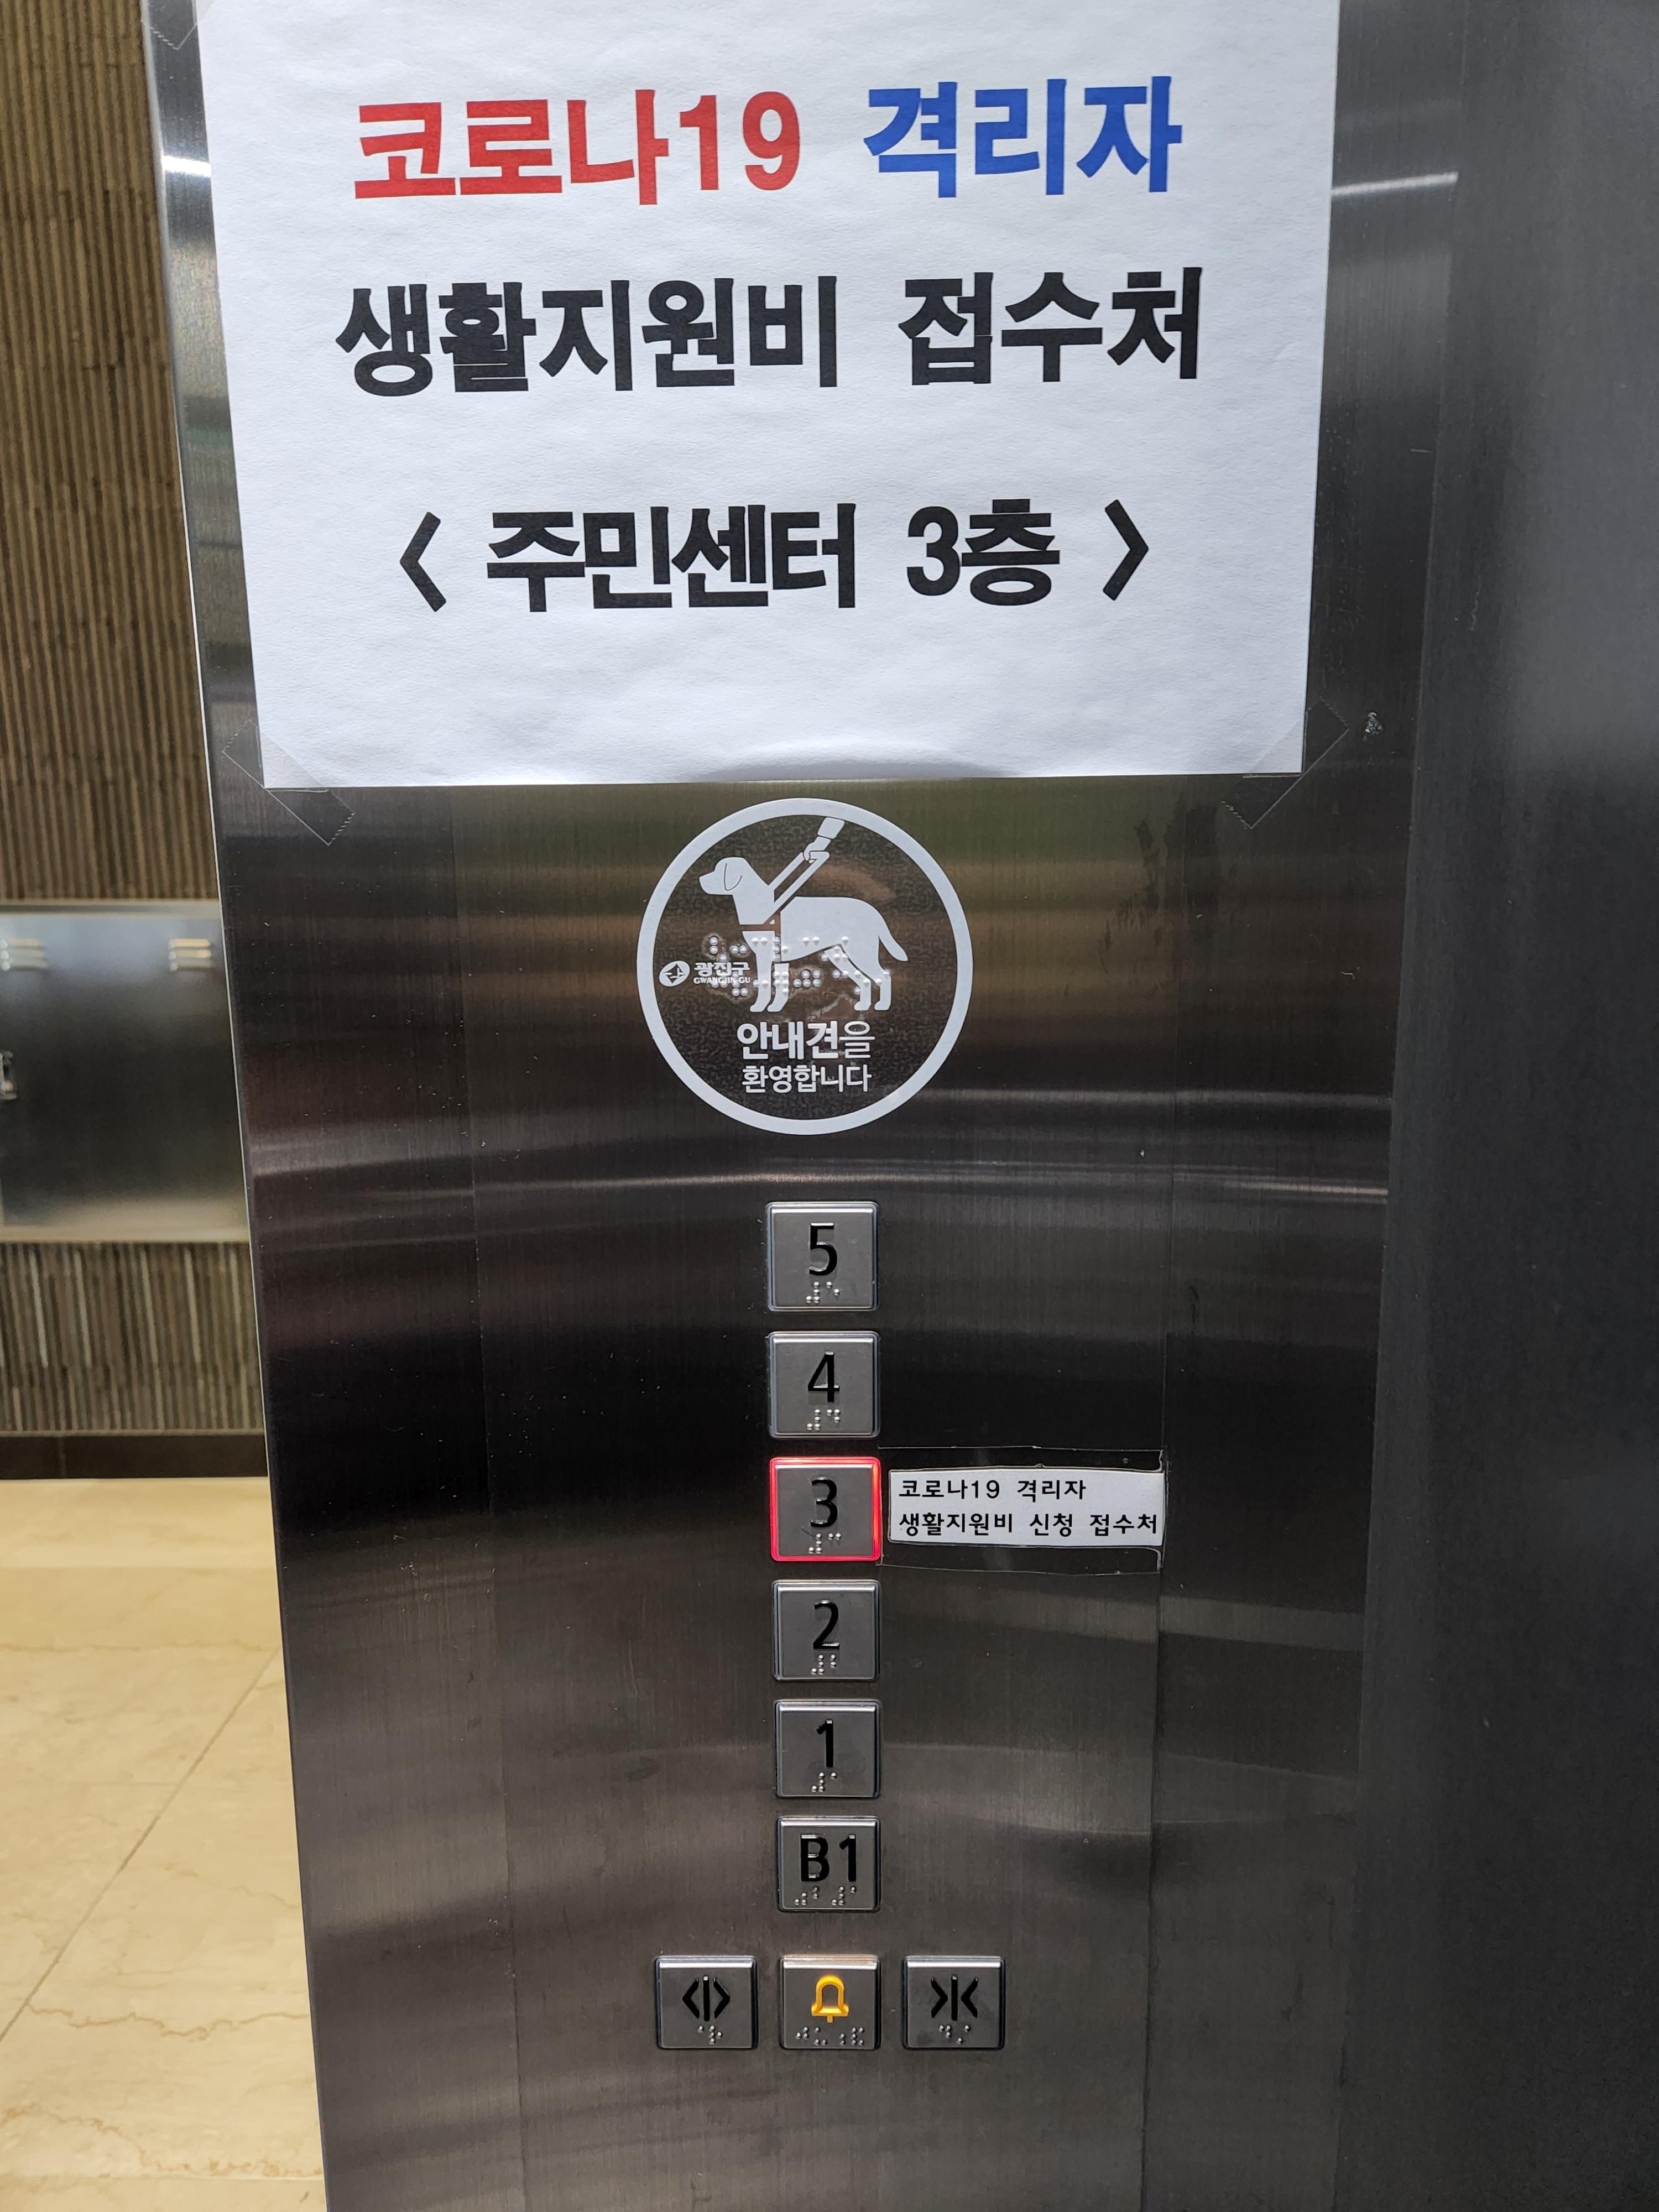 코로나19 격리자
생활지원비 접수처
< 주민센터 3층 >
광진구
GWANGJIN-GU
안내견을
환영합니다
5
4
3
코로나19 격리자
생활지원비 신청 접수처
2
1
B1